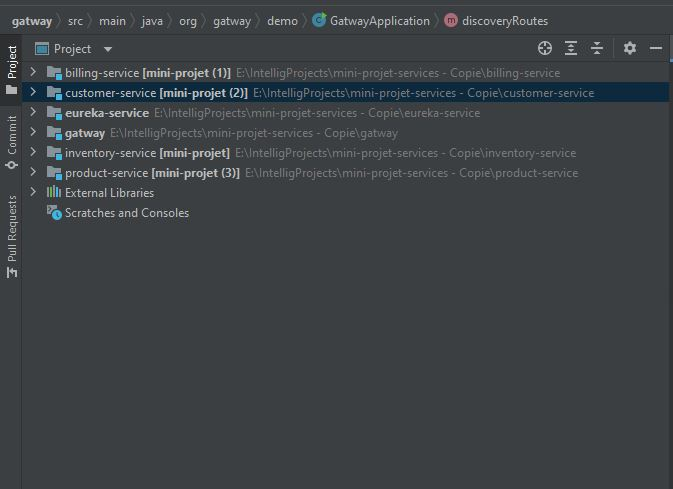 gatway src main java org gatway demo GatwayApplication discoveryRoutes
Project
billing-service [mini-projet (1)] E:\IntelligProjects\mini-projet-services - Copie\billing-service
customer-service [mini-projet (2)] E:\IntelligProjects\mini-projet-services - Copie\customer-service
eureka-service E:\IntelligProjects\mini-projet-services - Copie\eureka-service
gatway E:\IntelligProjects\mini-projet-services - Copie\gatway
inventory-service [mini-projet] E:\IntelligProjects\mini-projet-services - Copie\inventory-service
product-service [mini-projet (3)] E:\IntelligProjects\mini-projet-services - Copie\product-service
External Libraries
Scratches and Consoles
Project
Commit
Pull Requests